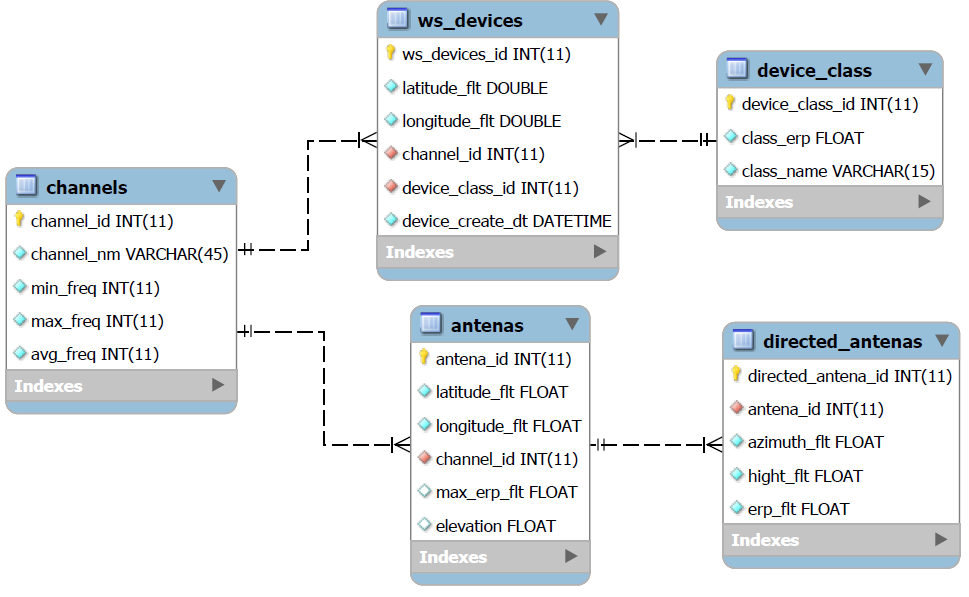 ws_devices
ws_devices_id INT(11)
latitude_flt DOUBLE
longitude_flt DOUBLE
channel_id INT(11)
device_class_id INT(11)
device_create_dt DATETIME
Indexes
device_class
device_class_id INT(11)
class_erp FLOAT
class_name VARCHAR(15)
Indexes
channels
channel_id INT(11)
channel_nm VARCHAR(45)
min_freq INT(11)
max_freq INT(11)
avg_freq INT(11)
Indexes
antenas
antena_id INT(11)
latitude_flt FLOAT
longitude_flt FLOAT
channel_id INT(11)
max_erp_flt FLOAT
elevation FLOAT
Indexes
directed_antenas
directed_antena_id INT(11)
antena_id INT(11)
azimuth_flt FLOAT
hight_flt FLOAT
erp_flt FLOAT
Indexes